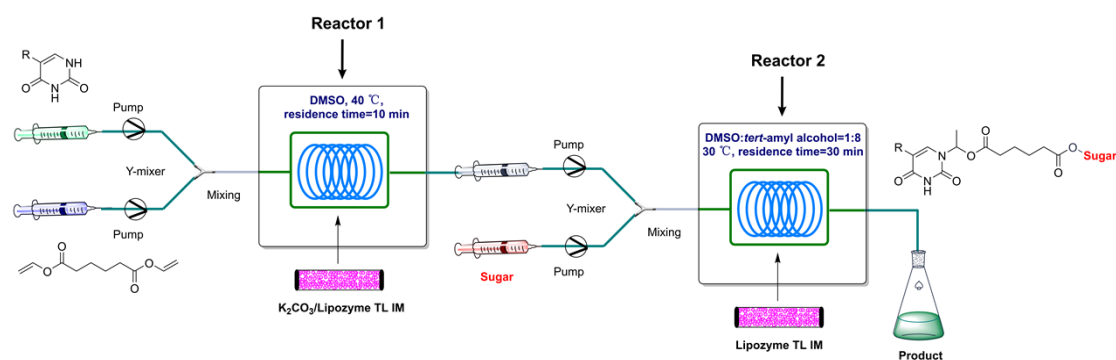 Reactor 1
R
NH
O
N
H
O
Pump
DMSO, 40 ℃,
residence time=10 min
Y-mixer
Mixing
Pump
O
O
O
O
K2CO3/Lipozyme TL IM
Reactor 2
Pump
DMSO:tert-amyl alcohol=1:8
30 ℃, residence time=30 min
Y-mixer
Mixing
Sugar
Pump
Lipozyme TL IM
R
N
O
O
O
O
Sugar
O
NH
O
Product